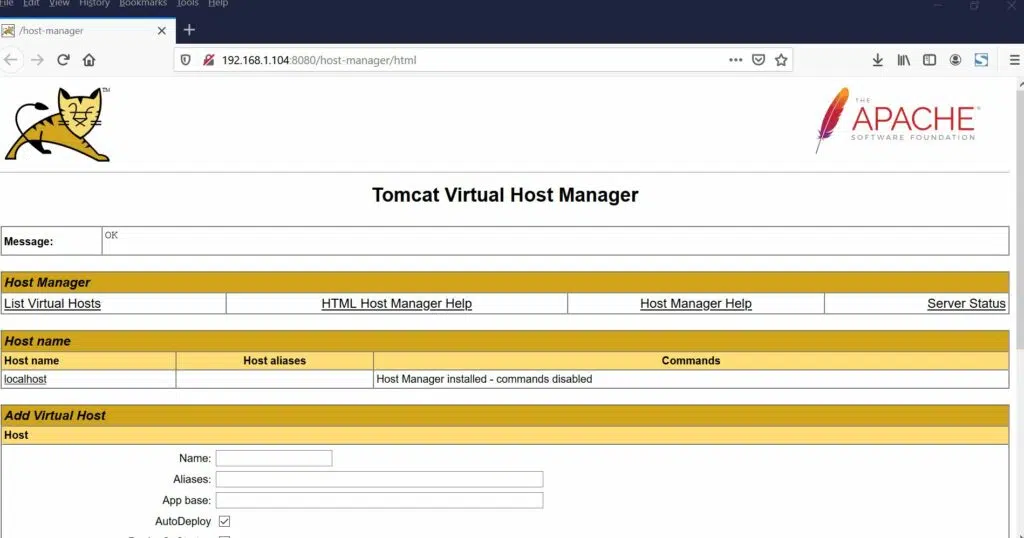 File Edit View History Bookmarks Tools Help
/host-manager
192.168.1.104:8080/host-manager/html
TM
THE
APACHE®
SOFTWARE FOUNDATION
Tomcat Virtual Host Manager
Message: OK
Host Manager
List Virtual Hosts HTML Host Manager Help Host Manager Help Server Status
Host name
Host name Host aliases Commands
localhost Host Manager installed - commands disabled
Add Virtual Host
Host
Name:
Aliases:
App base:
AutoDeploy